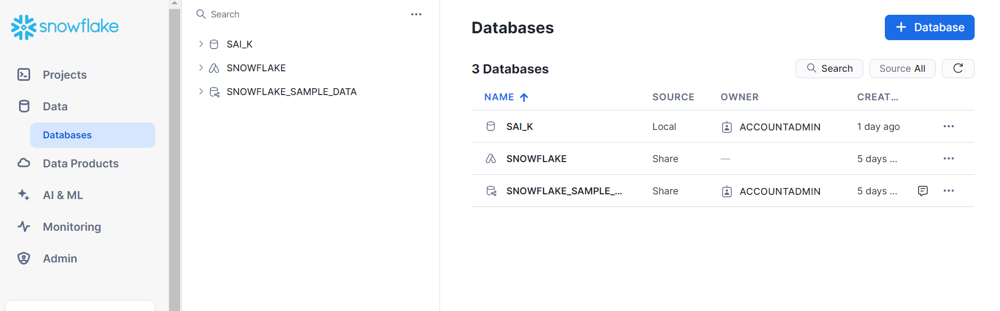 snowflake
Projects
Data
Databases
Data Products
AI & ML
Monitoring
Admin
Search
SAI_K
SNOWFLAKE
SNOWFLAKE_SAMPLE_DATA
Databases
+ Database
3 Databases
Search
Source All
NAME SOURCE OWNER CREAT...
SAI_K Local ACCOUNTADMIN 1 day ago
SNOWFLAKE Share — 5 days ...
SNOWFLAKE_SAMPLE_... Share ACCOUNTADMIN 5 days ...